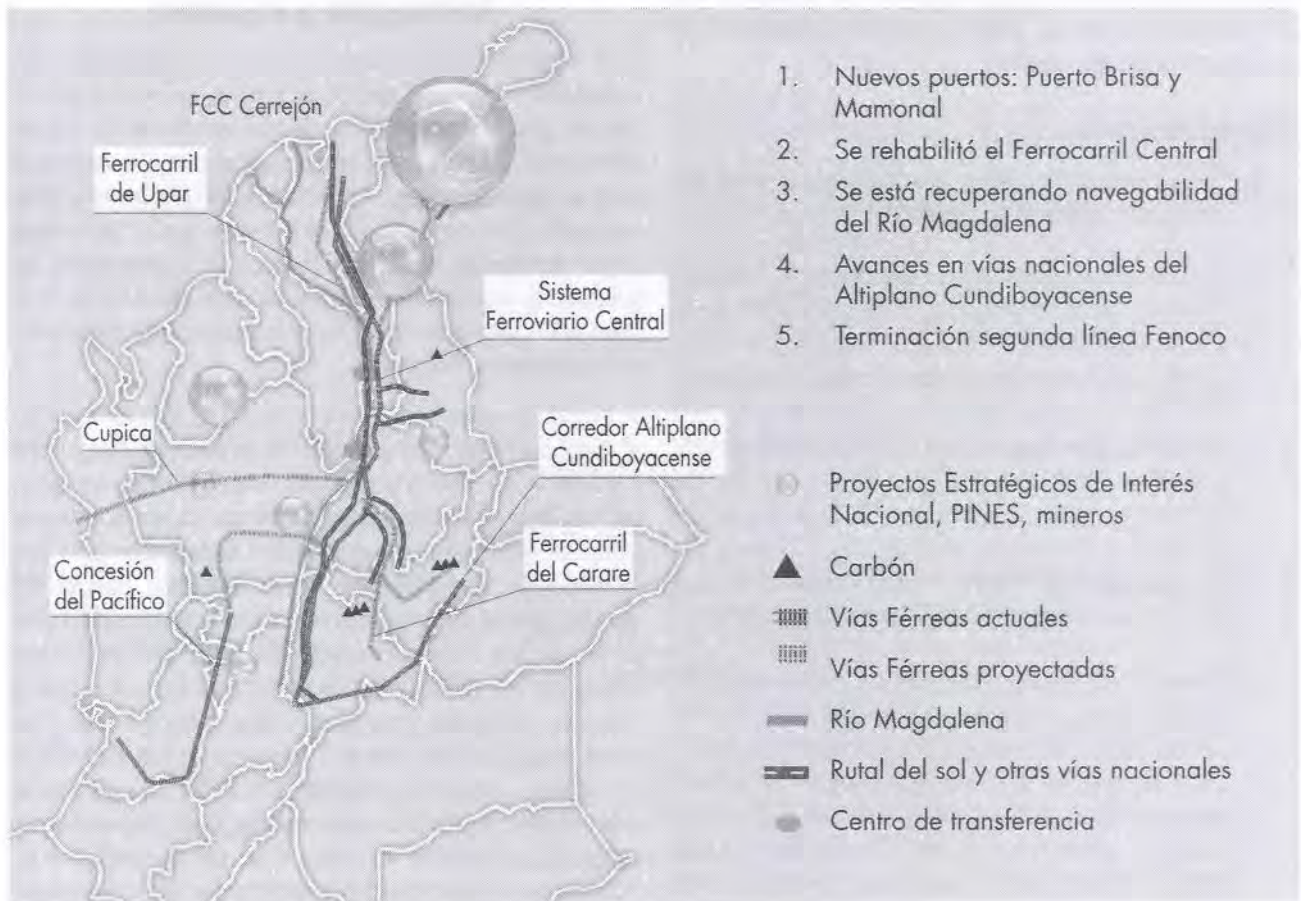 FCC Cerrejón
Ferrocarril
de Upar
Sistema
Ferroviario Central
Cupica
Corredor Altiplano
Cundiboyacense
Ferrocarril
del Carare
Concesión
del Pacífico
1. Nuevos puertos: Puerto Brisa y
Mamonal
2. Se rehabilitó el Ferrocarril Central
3. Se está recuperando navegabilidad
del Río Magdalena
4. Avances en vías nacionales del
Altiplano Cundiboyacense
5. Terminación segunda línea Fenoco
Proyectos Estratégicos de Interés
Nacional, PINES, mineros
Carbón
Vías Férreas actuales
Vías Férreas proyectadas
Río Magdalena
Rutal del sol y otras vías nacionales
Centro de transferencia